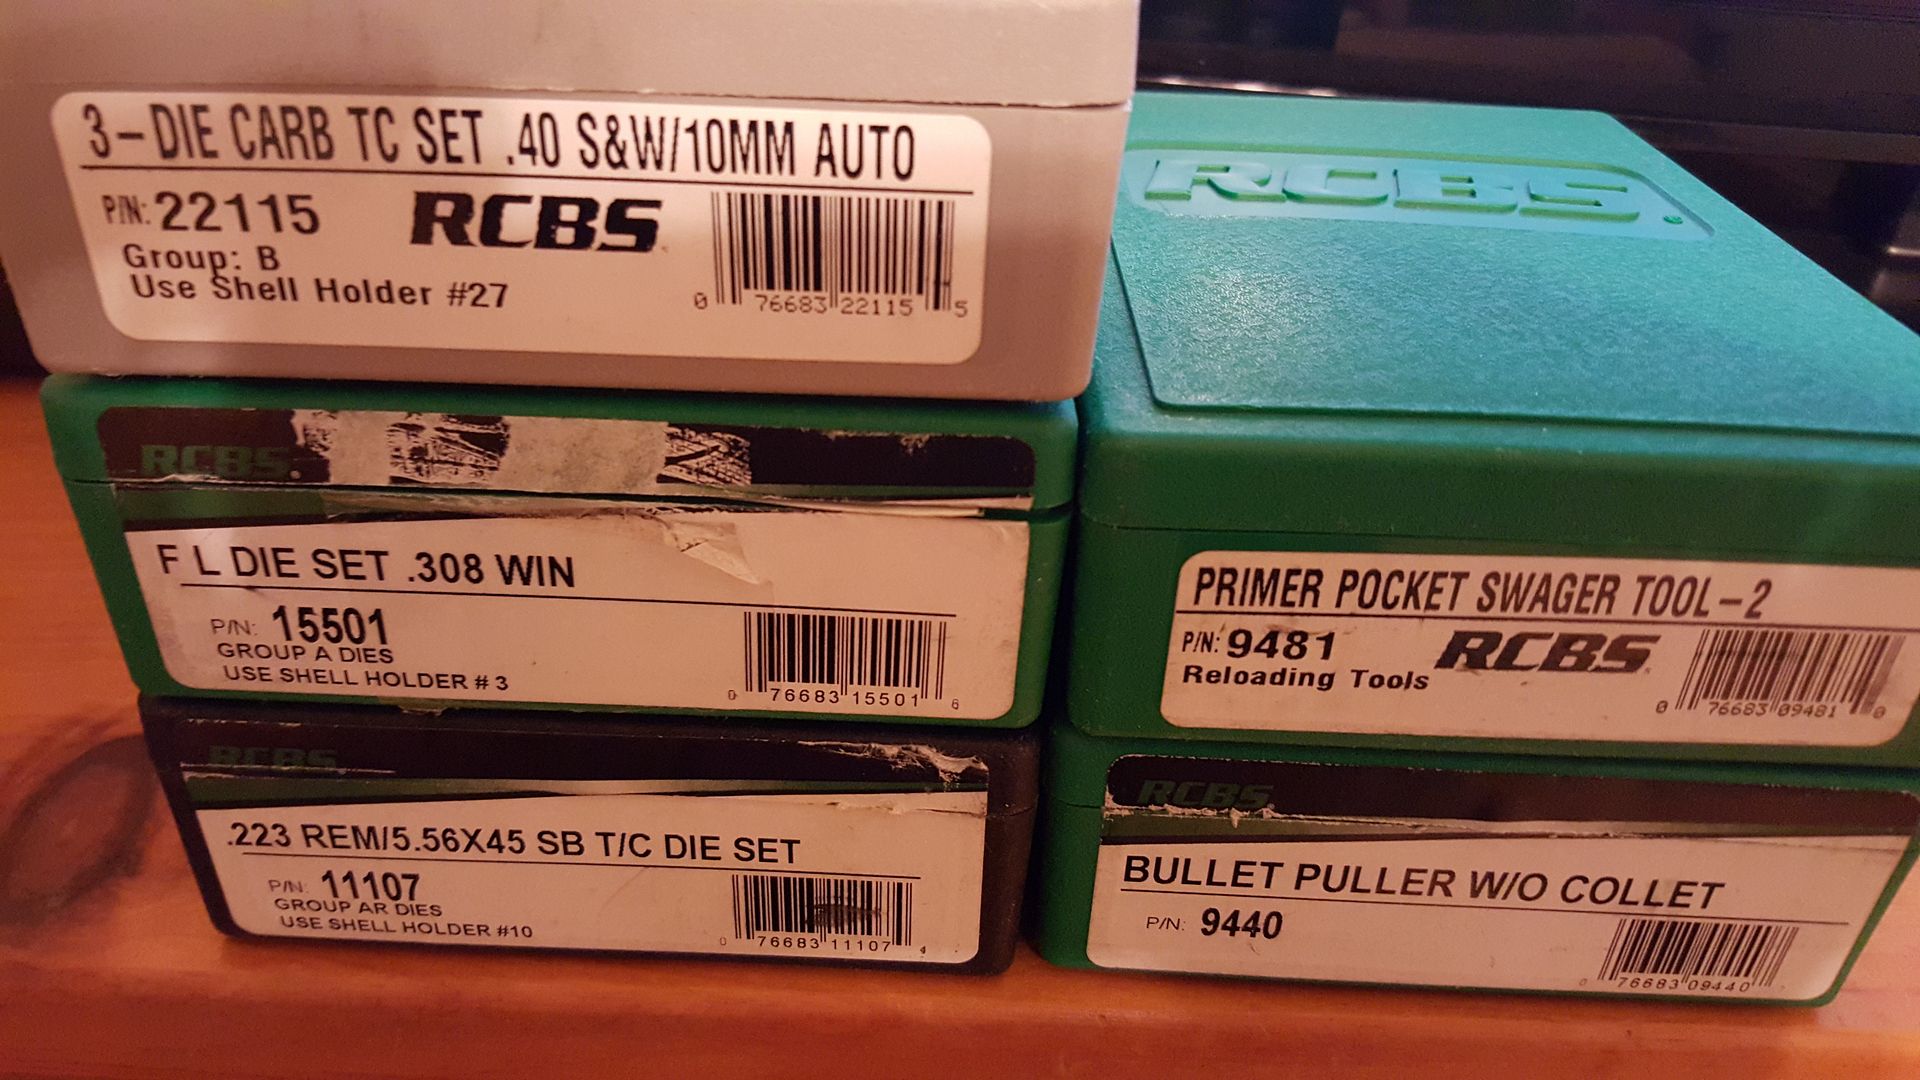 3-DIE CARB TC SET .40 S&W/10MM AUTO
P/N: 22115 RCBS
Group: B
Use Shell Holder #27
0 76683 22115 5
RCBS.
F L DIE SET .308 WIN
P/N: 15501
GROUP A DIES
USE SHELL HOLDER # 3
0 76683 15501 6
RCBS.
.223 REM/5.56X45 SB T/C DIE SET
P/N: 11107
GROUP AR DIES
USE SHELL HOLDER #10
0 76683 11107 4
RCBS.
PRIMER POCKET SWAGER TOOL-2
P/N: 9481 RCBS
Reloading Tools
0 76683 09481 0
RCBS.
BULLET PULLER W/O COLLET
P/N: 9440
0 76683 09440 7